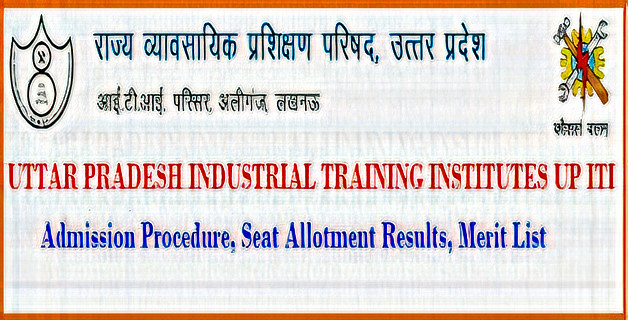 राज्य व्यावसायिक प्रशिक्षण परिषद, उत्तर प्रदेश
आई.टी.आई. परिसर, अलीगंज, लखनऊ
UTTAR PRADESH INDUSTRIAL TRAINING INSTITUTES UP ITI
Admission Procedure, Seat Allotment Results, Merit List